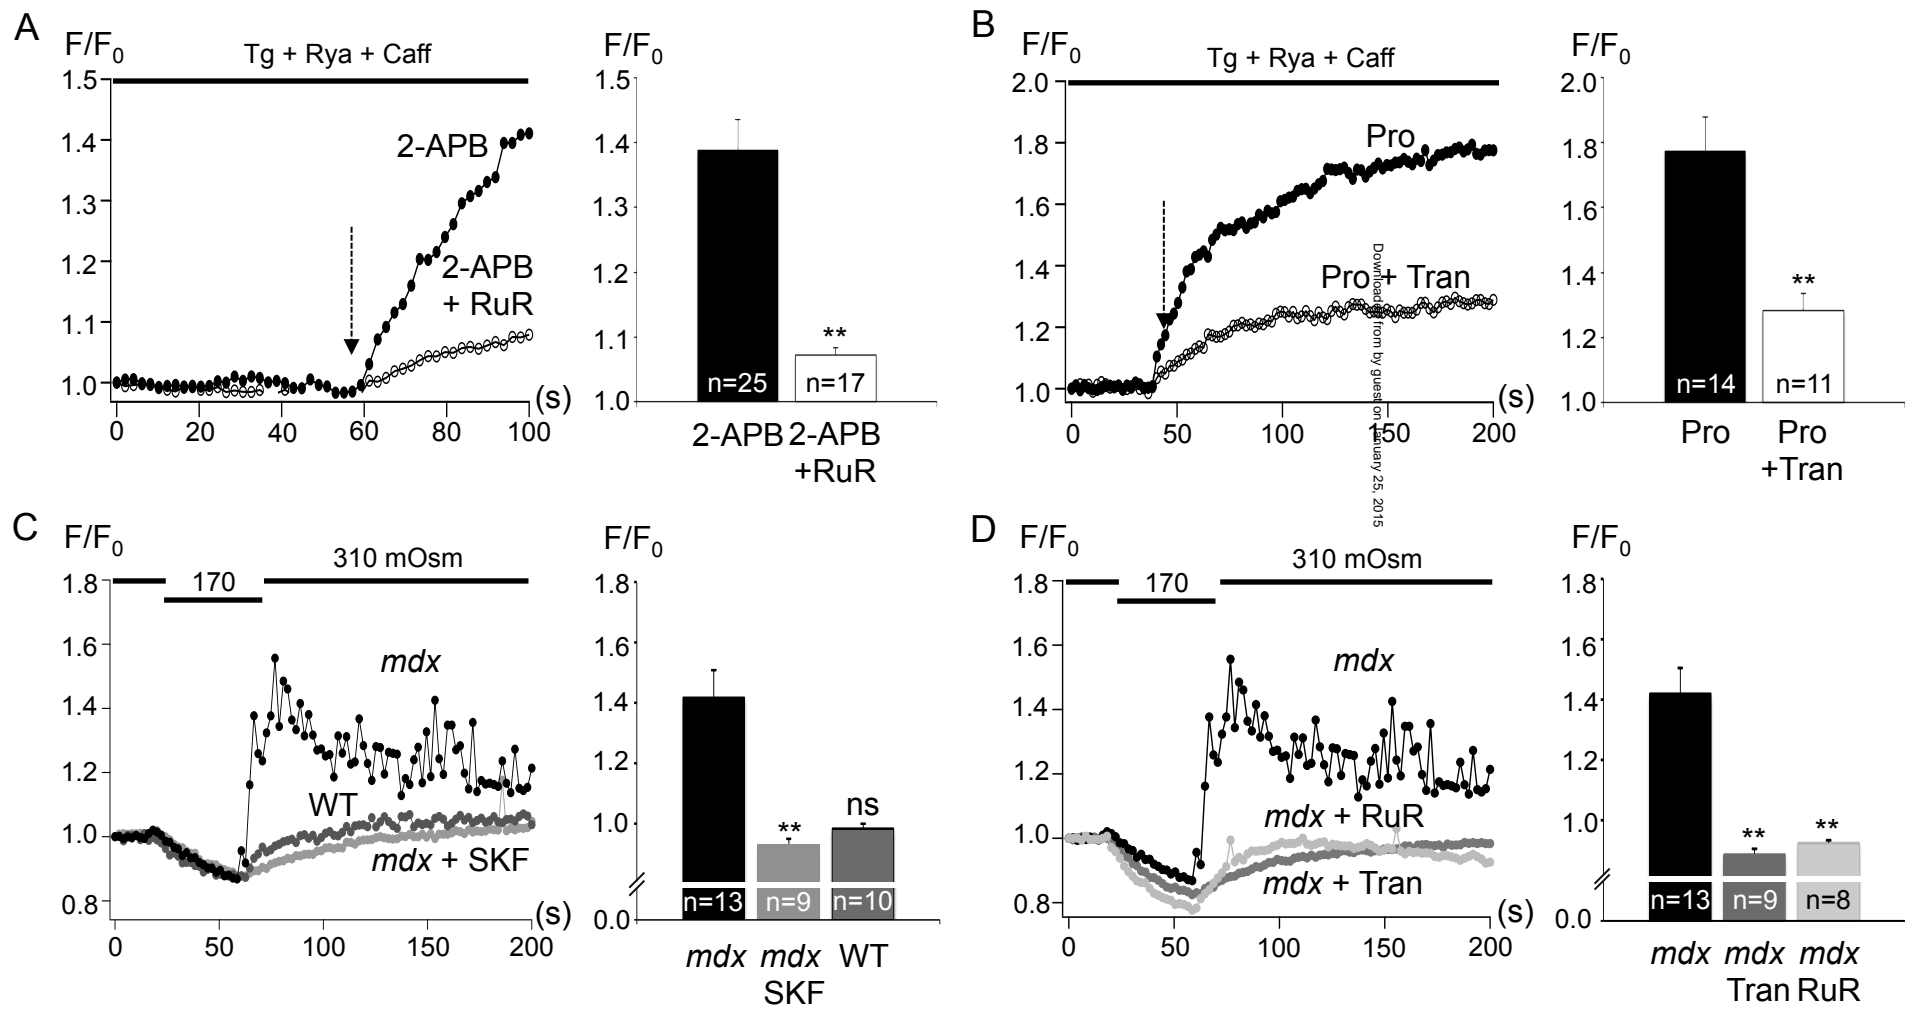 A
F/F0
Tg + Rya + Caff
1.5
1.4
1.3
1.2
1.1
1.0
2-APB
2-APB
+ RuR
(s)
0 20 40 60 80 100
F/F0
1.5
1.4
1.3
1.2
1.1
1.0
**
n=25 n=17
2-APB 2-APB
+RuR
B
F/F0
Tg + Rya + Caff
2.0
1.8
1.6
1.4
1.2
1.0
Pro
Pro + Tran
(s)
0 50 100 150 200
Downloaded from by guest on January 25, 2015
F/F0
2.0
1.8
1.6
1.4
1.2
1.0
**
n=14 n=11
Pro Pro
+Tran
C
F/F0
310 mOsm
170
1.8
1.6
1.4
1.2
1.0
0.8
mdx
WT
mdx + SKF
(s)
0 50 100 150 200
F/F0
1.8
1.6
1.4
1.2
1.0
0.0
** ns
n=13 n=9 n=10
mdx mdx WT
SKF
D
F/F0
310 mOsm
170
1.8
1.6
1.4
1.2
1.0
0.8
mdx
mdx + RuR
mdx + Tran
(s)
0 50 100 150 200
F/F0
1.8
1.6
1.4
1.2
1.0
0.0
** **
n=13 n=9 n=8
mdx mdx mdx
Tran RuR